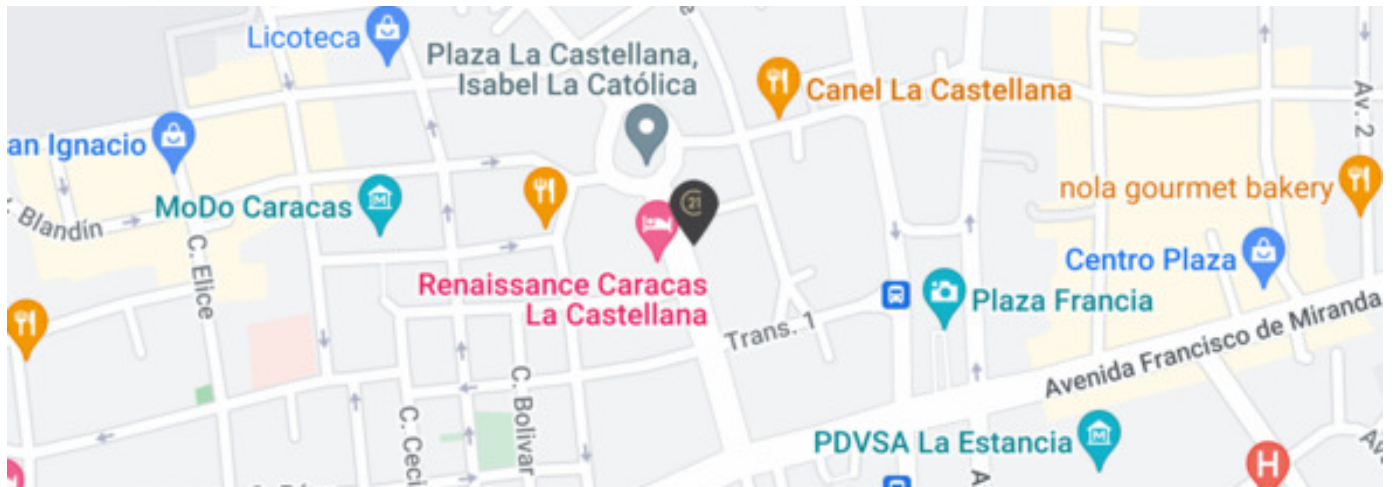 Licoteca
Plaza La Castellana,
Isabel La Católica
Canel La Castellana
Av. 2
an Ignacio
MoDo Caracas
21
nola gourmet bakery
Blandín
C. Elice
Renaissance Caracas
La Castellana
Centro Plaza
Plaza Francia
Trans. 1
Avenida Francisco de Miranda
C. Bolivar
C. Ceci
PDVSA La Estancia
H
A
Av